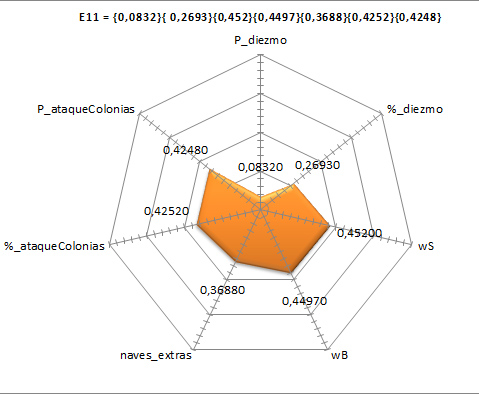 E11 = {0,0832}{ 0,2693}{0,452}{0,4497}{0,3688}{0,4252}{0,4248}
P_diezmo
P_ataqueColonias
%_diezmo
0,42480
0,08320
0,26930
0,42520
0,45200
%_ataqueColonias
wS
0,36880
0,44970
naves_extras
wB